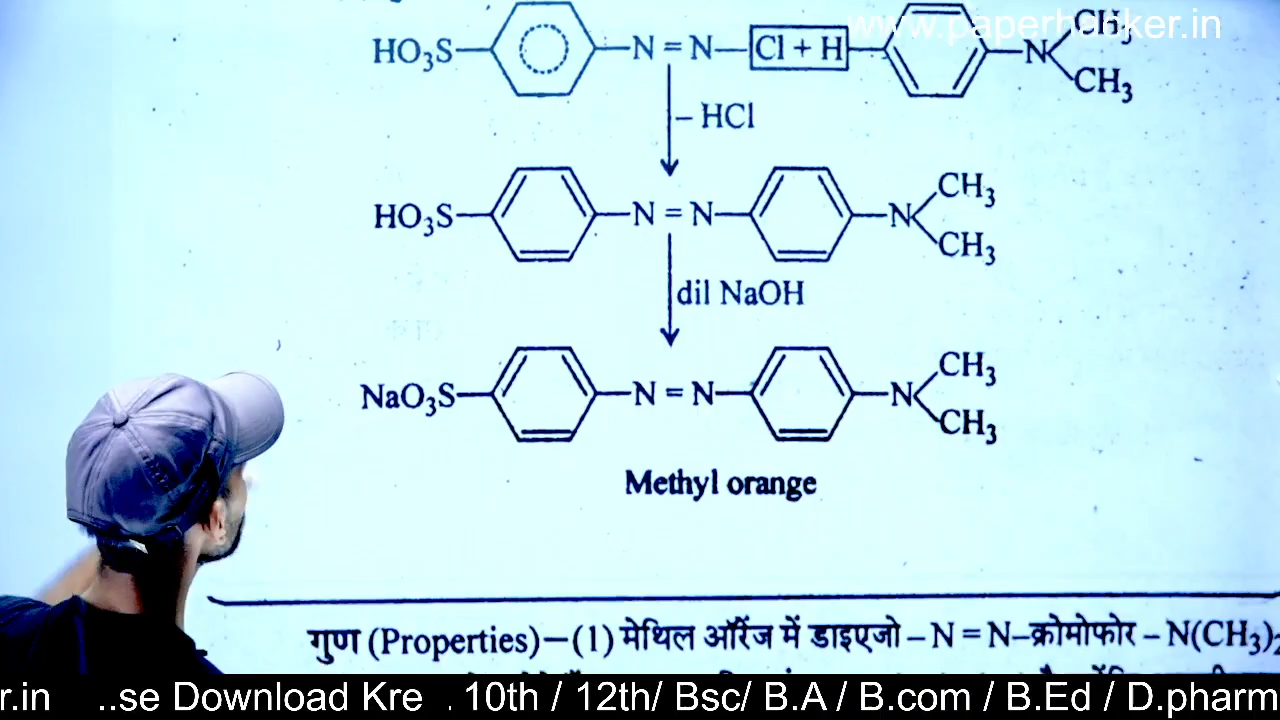 www.paperhacker.in
HO₃S N = N Cl + H N CH₃
CH₃
– HCl
HO₃S N = N N CH₃
CH₃
dil NaOH
NaO₃S N = N N CH₃
CH₃
Methyl orange
गुण (Properties)–(1) मेथिल ऑरेंज में डाइएजो – N = N–क्रोमोफोर – N(CH₃)₂
r.in ..se Download Kre . 10th / 12th/ Bsc/ B.A / B.com / B.Ed / D.pharm